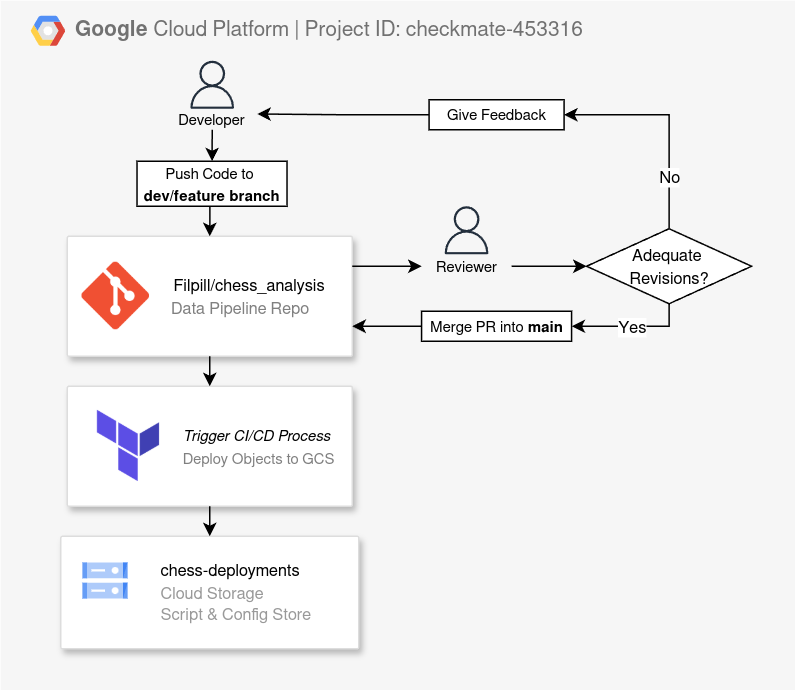 Google Cloud Platform | Project ID: checkmate-453316
Developer
Give Feedback
Push Code to
dev/feature branch
No
Filpill/chess_analysis
Data Pipeline Repo
Reviewer
Adequate
Revisions?
Merge PR into main
Yes
Trigger CI/CD Process
Deploy Objects to GCS
chess-deployments
Cloud Storage
Script & Config Store